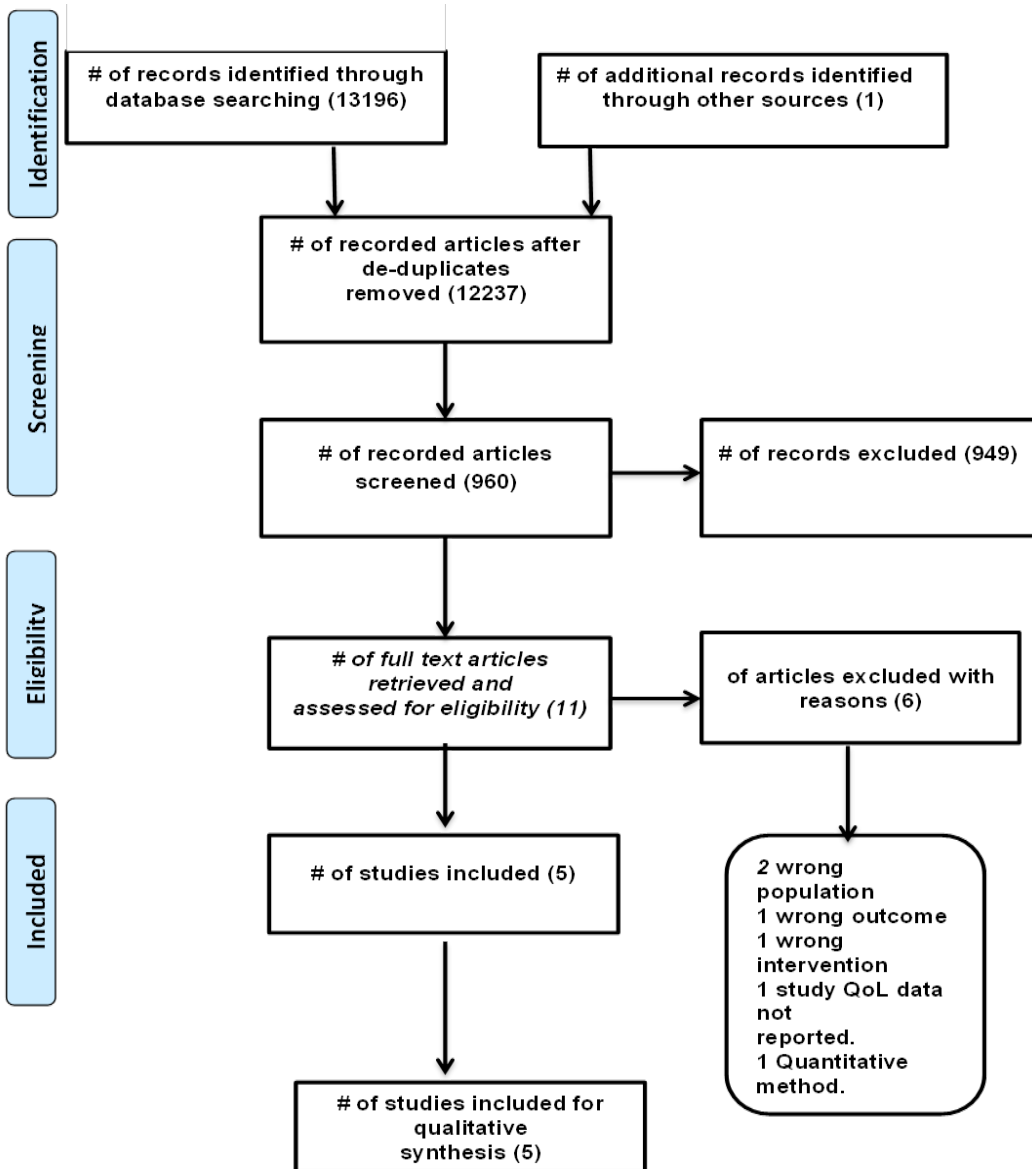 Identification
# of records identified through
database searching (13196)
# of additional records identified
through other sources (1)
Screening
# of recorded articles after
de-duplicates
removed (12237)
# of recorded articles
screened (960)
# of records excluded (949)
Eligibility
# of full text articles
retrieved and
assessed for eligibility (11)
of articles excluded with
reasons (6)
Included
# of studies included (5)
2 wrong
population
1 wrong outcome
1 wrong
intervention
1 study QoL data
not
reported.
1 Quantitative
method.
# of studies included for
qualitative
synthesis (5)